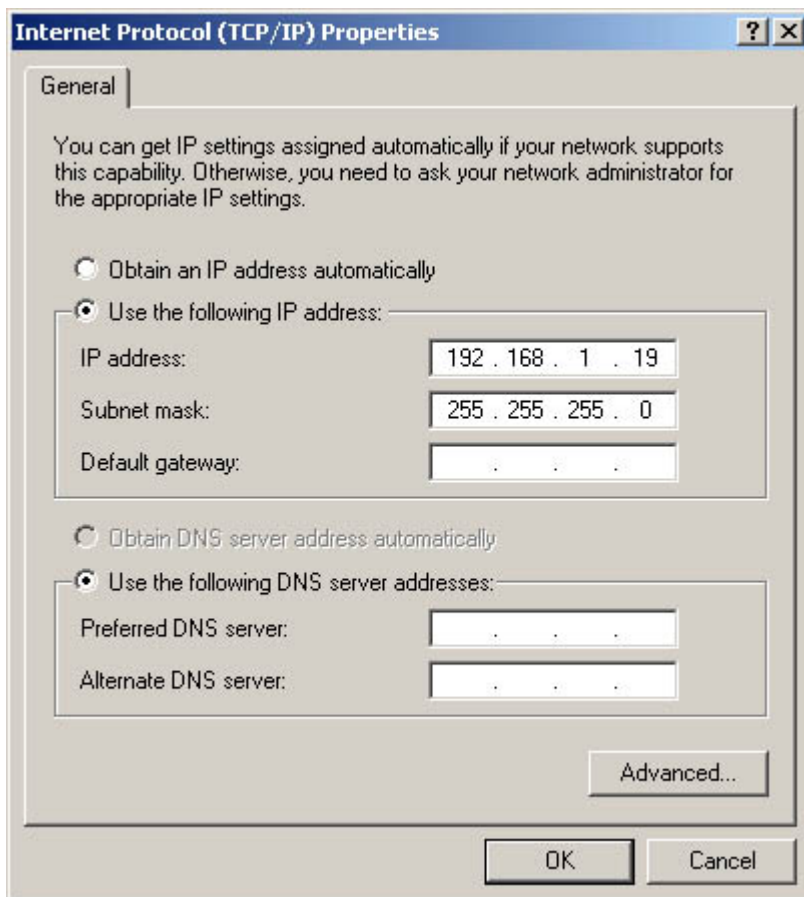 Internet Protocol (TCP/IP) Properties
General
You can get IP settings assigned automatically if your network supports
this capability. Otherwise, you need to ask your network administrator for
the appropriate IP settings.
Obtain an IP address automatically
Use the following IP address:
IP address: 192 . 168 . 1 . 19
Subnet mask: 255 . 255 . 255 . 0
Default gateway: . . .
Obtain DNS server address automatically
Use the following DNS server addresses:
Preferred DNS server: . . .
Alternate DNS server: . . .
Advanced...
OK Cancel